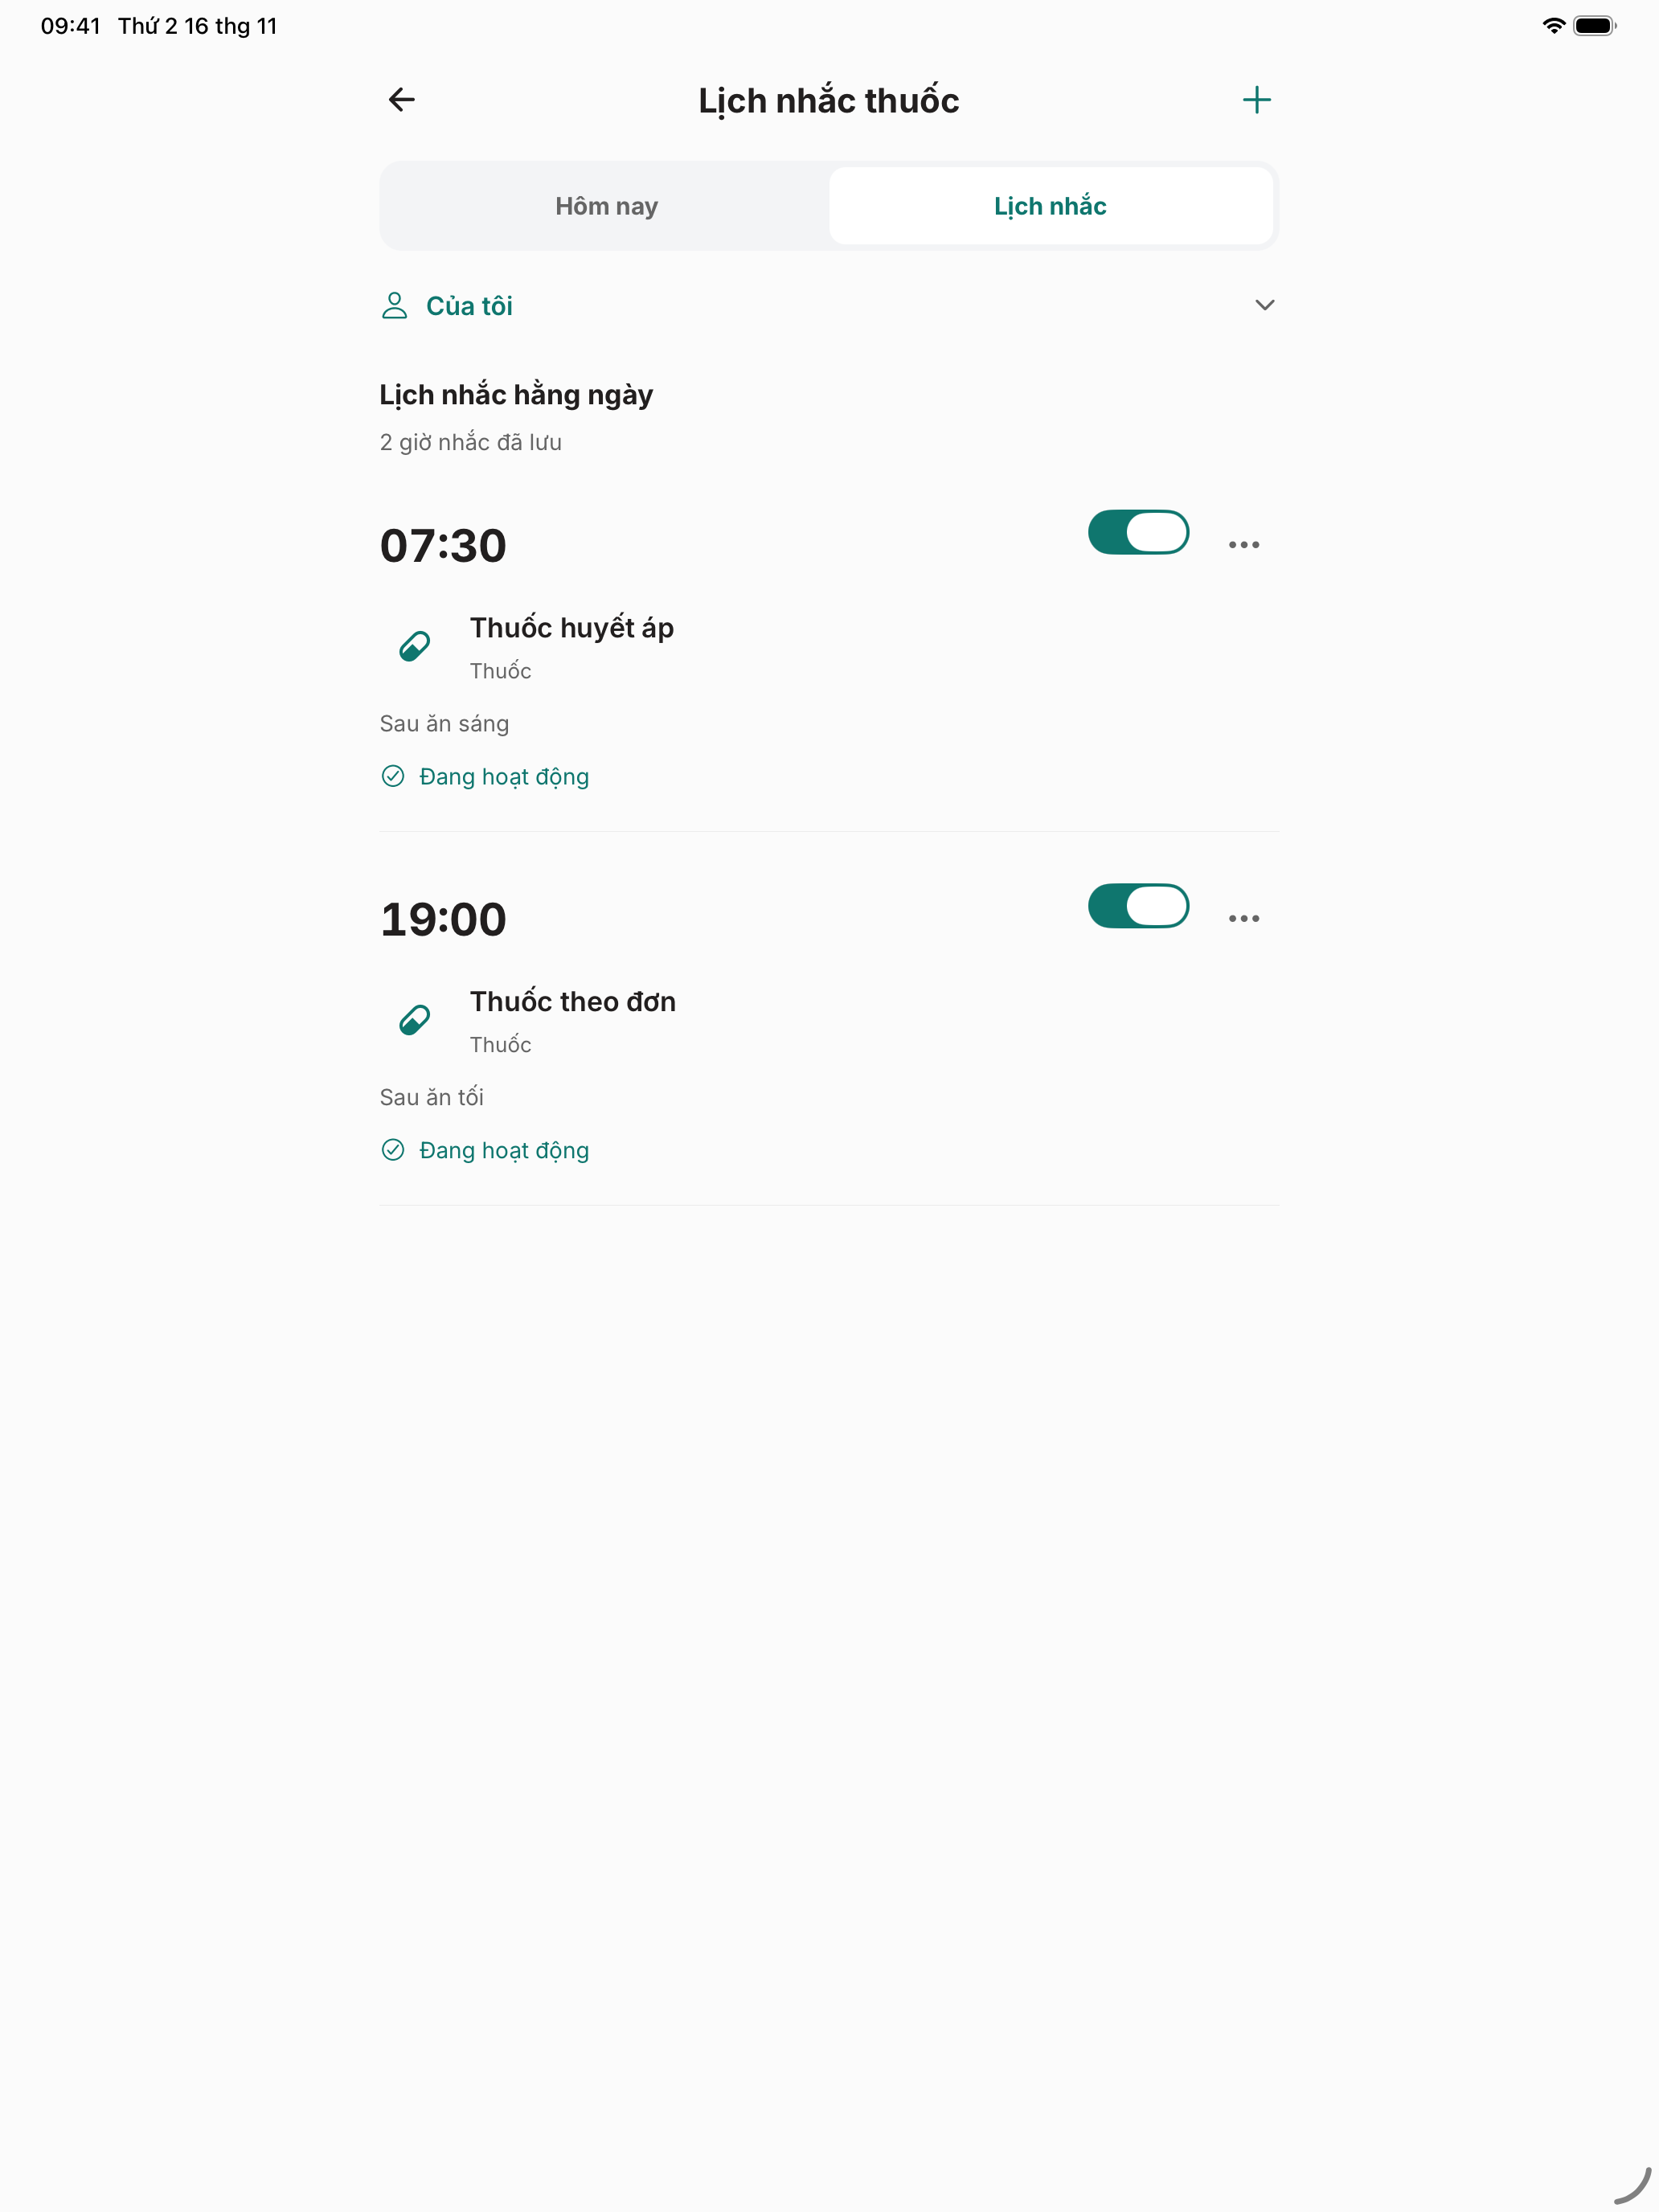 09:41 Thứ 2 16 thg 11
Lịch nhắc thuốc
Hôm nay
Lịch nhắc
Của tôi
Lịch nhắc hằng ngày
2 giờ nhắc đã lưu
07:30
Thuốc huyết áp
Thuốc
Sau ăn sáng
Đang hoạt động
19:00
Thuốc theo đơn
Thuốc
Sau ăn tối
Đang hoạt động